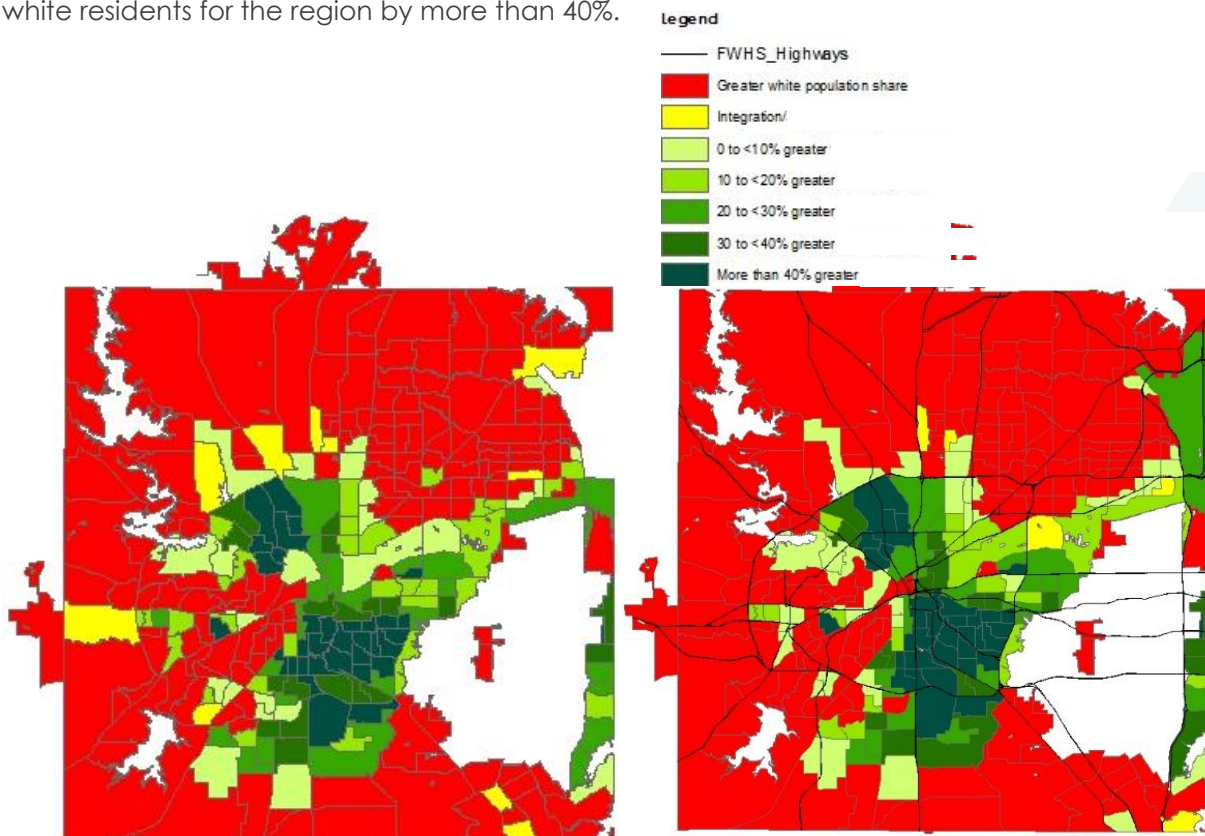 white residents for the region by more than 40%.
Legend
FWHS_Highways
Greater white population share
Integration/
0 to <10% greater
10 to <20% greater
20 to <30% greater
30 to <40% greater
More than 40% greater